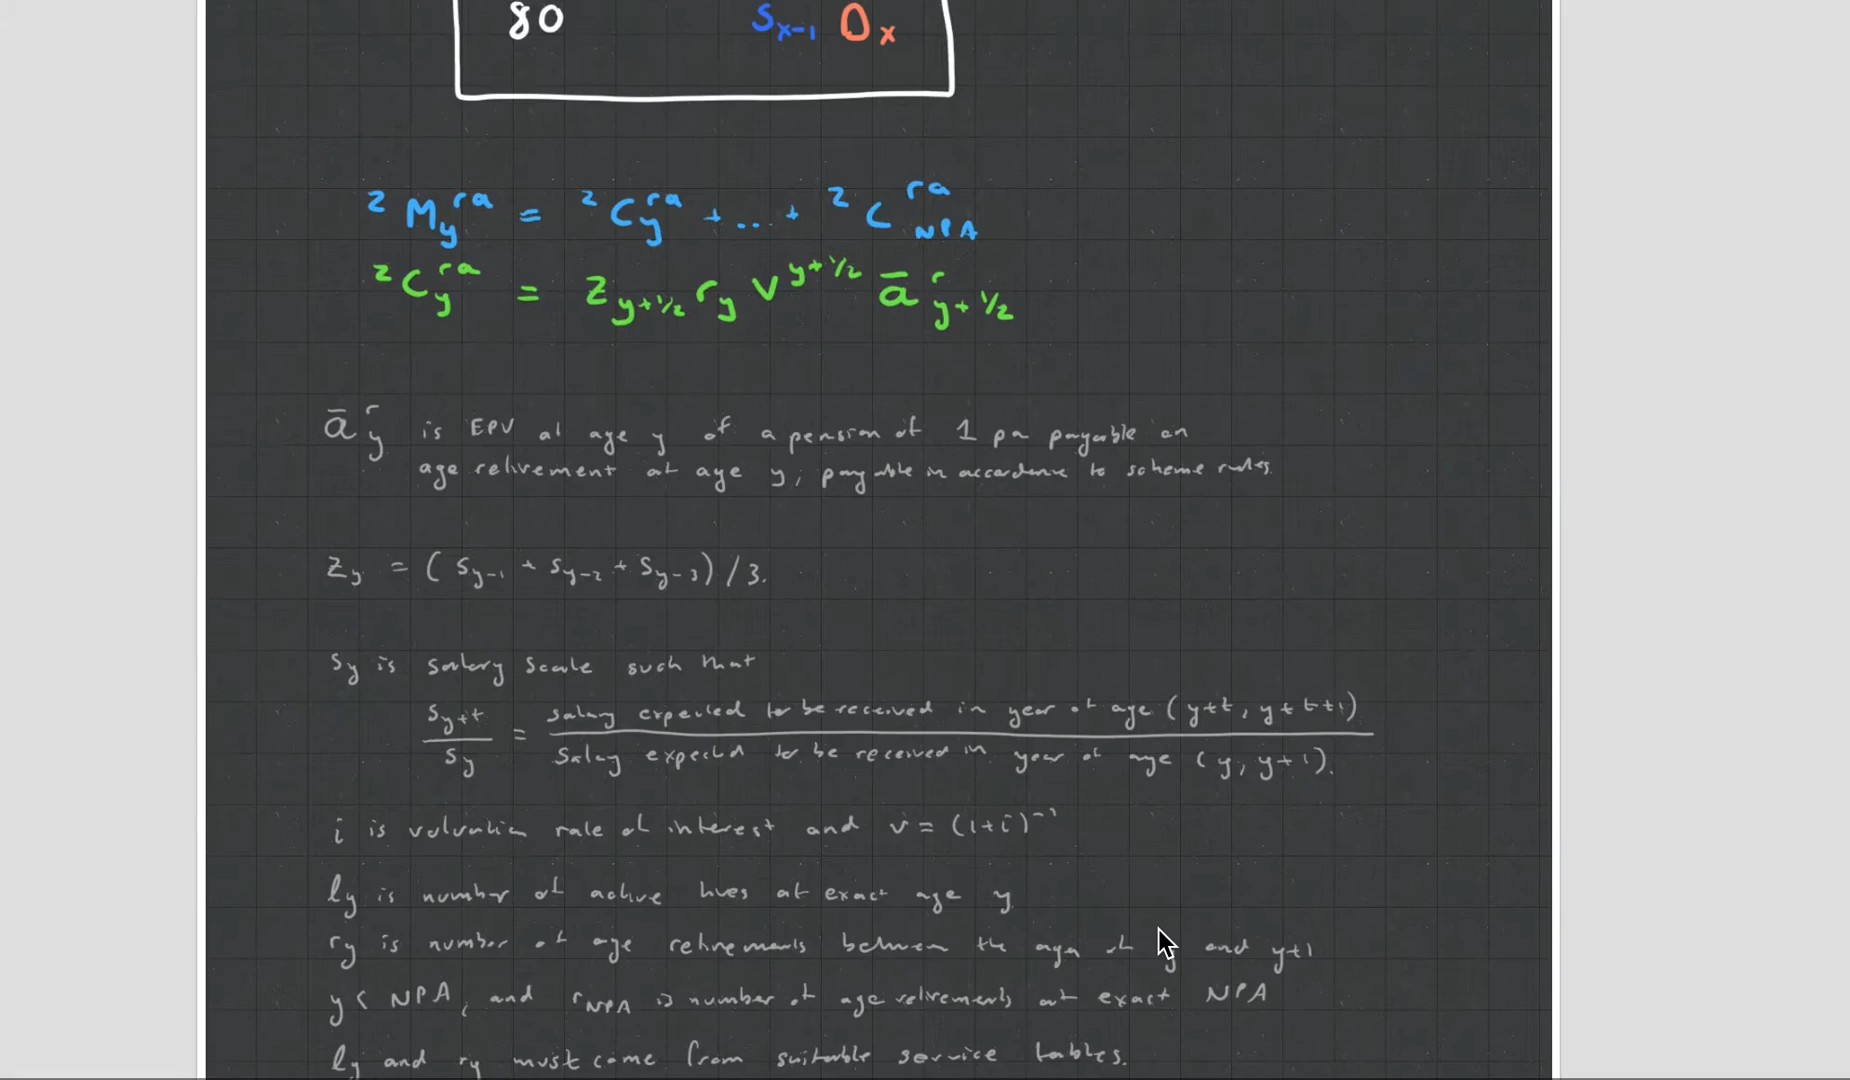 80 s_{x-1} D_x
^z M_y^{ra} = ^z C_y^{ra} + ... + ^z C_{NPA}^{ra}
^z C_y^{ra} = z_{y+1/2} r_y v^{y+1/2} ā^r_{y+1/2}
ā^r_y is EPV at age y of a pension of 1 pa payable on
age retirement at age y, payable in accordance to scheme rules.
z_y = (s_{y-1} + s_{y-2} + s_{y-3}) / 3.
s_y is salary scale such that
s_{y+t} / s_y = salary expected to be received in year of age (y+t, y+t+1) / salary expected to be received in year of age (y, y+1).
i is valuation rate of interest and v = (1+i)^{-1}
l_y is number of active lives at exact age y
r_y is number of age retirements between the ages of y and y+1
y < NPA, and r_{NPA} is number of age retirements at exact NPA
l_y and r_y must come from suitable service tables.